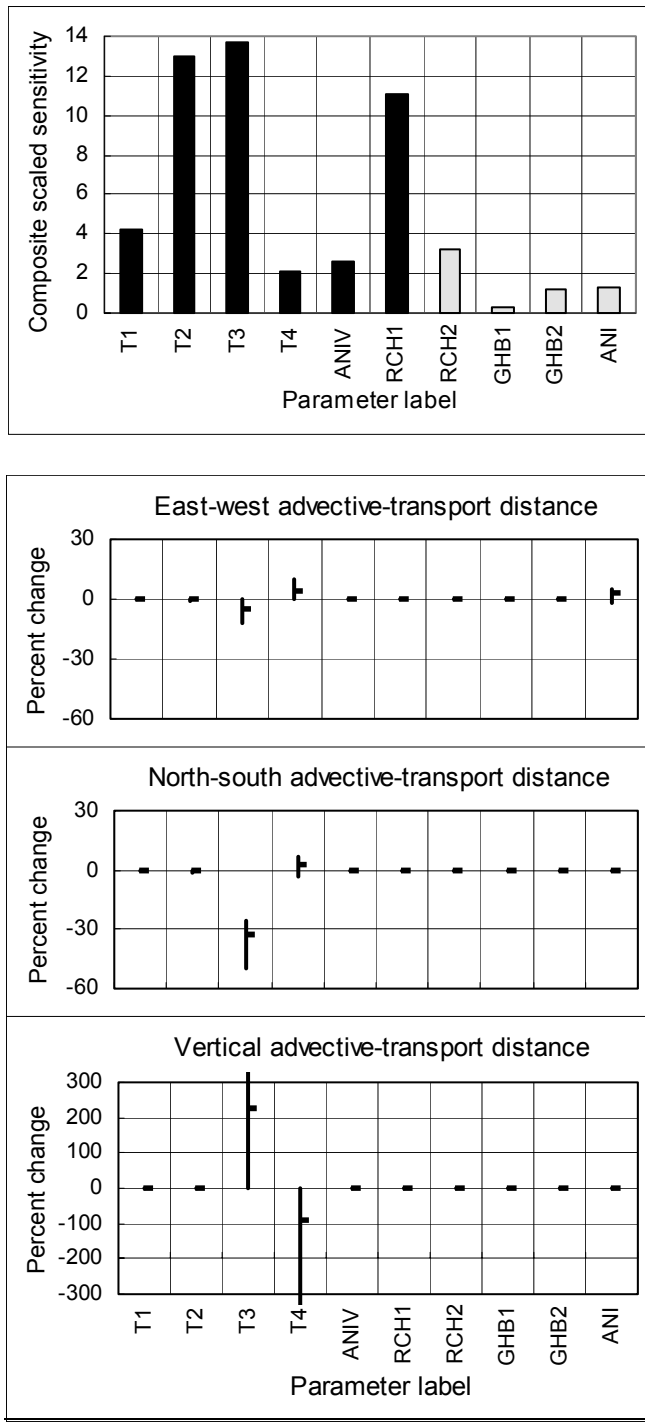 Composite scaled sensitivity
14
12
10
8
6
4
2
0
T1 T2 T3 T4 ANIV RCH1 RCH2 GHB1 GHB2 ANI
Parameter label
East-west advective-transport distance
Percent change
30
0
-30
-60
North-south advective-transport distance
Percent change
30
0
-30
-60
Vertical advective-transport distance
Percent change
300
200
100
0
-100
-200
-300
T1 T2 T3 T4 ANIV RCH1 RCH2 GHB1 GHB2 ANI
Parameter label